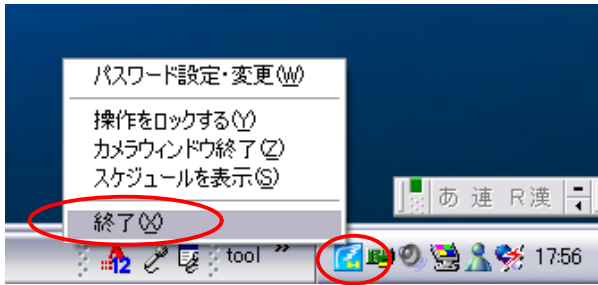 パスワード設定・変更(W)
操作をロックする(Y)
カメラウィンドウ終了(Z)
スケジュールを表示(S)
あ 連 R漢
終了(X)
12 tool » 17:56